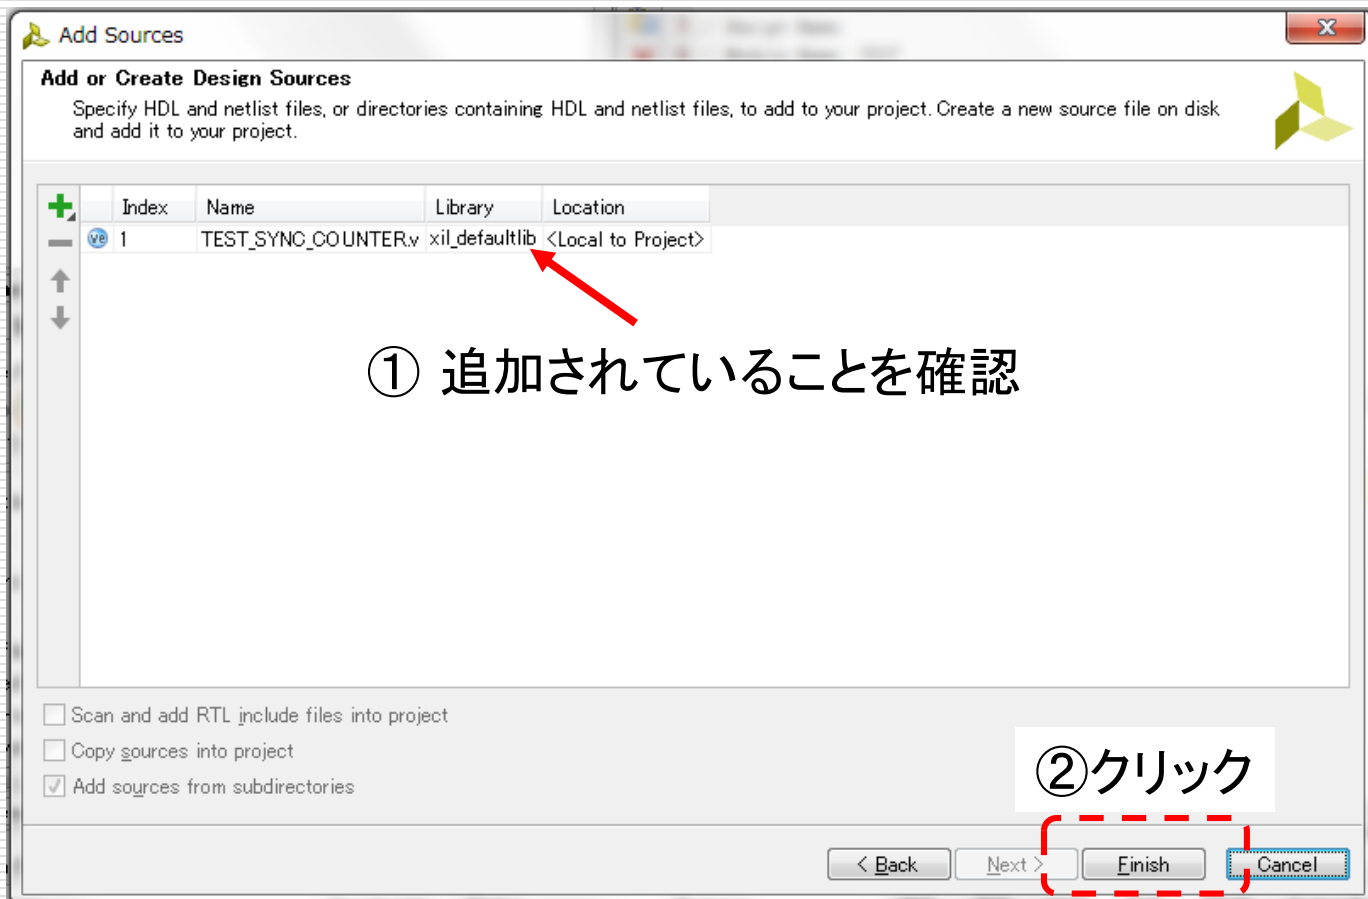 Add Sources
Add or Create Design Sources
Specify HDL and netlist files, or directories containing HDL and netlist files, to add to your project. Create a new source file on disk
and add it to your project.
Index Name Library Location
1 TEST_SYNC_COUNTER.v xil_defaultlib <Local to Project>
① 追加されていることを確認
Scan and add RTL include files into project
Copy sources into project
Add sources from subdirectories
②クリック
< Back Next > Finish Cancel